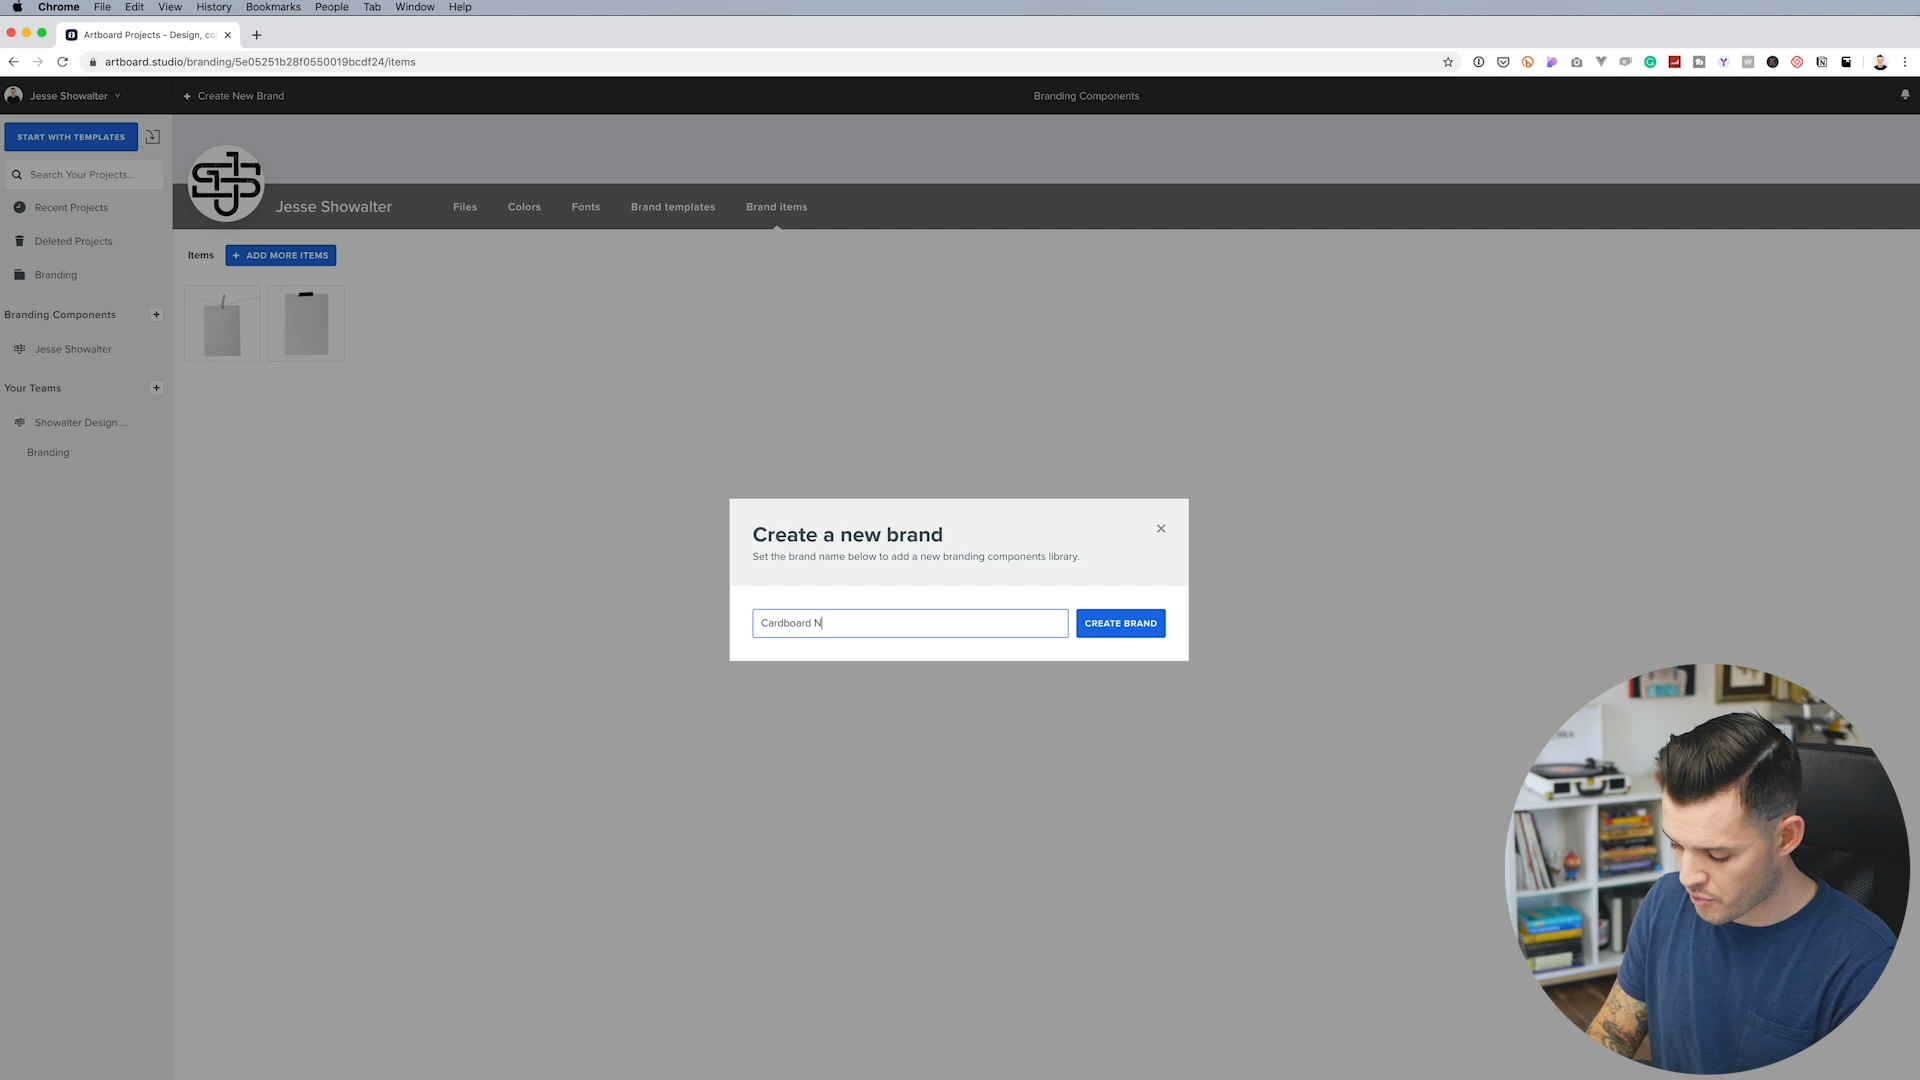 Chrome File Edit View History Bookmarks People Tab Window Help
Artboard Projects - Design, co
artboard.studio/branding/5e05251b28f0550019bcdf24/items
Jesse Showalter
+ Create New Brand
Branding Components
START WITH TEMPLATES
Search Your Projects...
Recent Projects
Deleted Projects
Branding
Branding Components +
Jesse Showalter
Your Teams +
Showalter Design ...
Branding
Jesse Showalter Files Colors Fonts Brand templates Brand items
Items + ADD MORE ITEMS
Create a new brand
Set the brand name below to add a new branding components library.
Cardboard N
CREATE BRAND